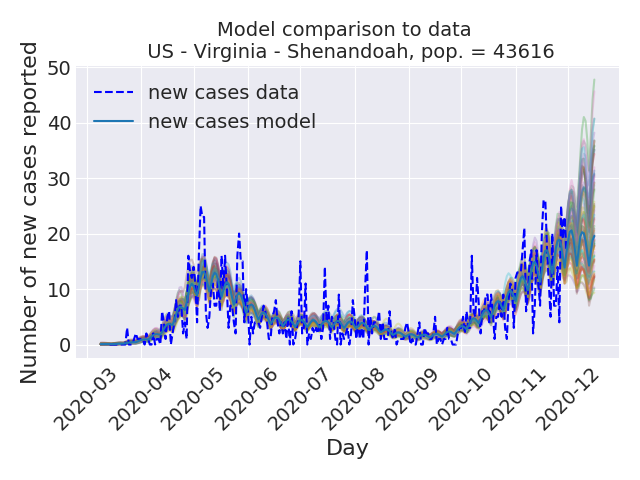 Model comparison to data
US - Virginia - Shenandoah, pop. = 43616
Number of new cases reported
50
40
30
20
10
0
new cases data
new cases model
2020-03
2020-04
2020-05
2020-06
2020-07
2020-08
2020-09
2020-10
2020-11
2020-12
Day